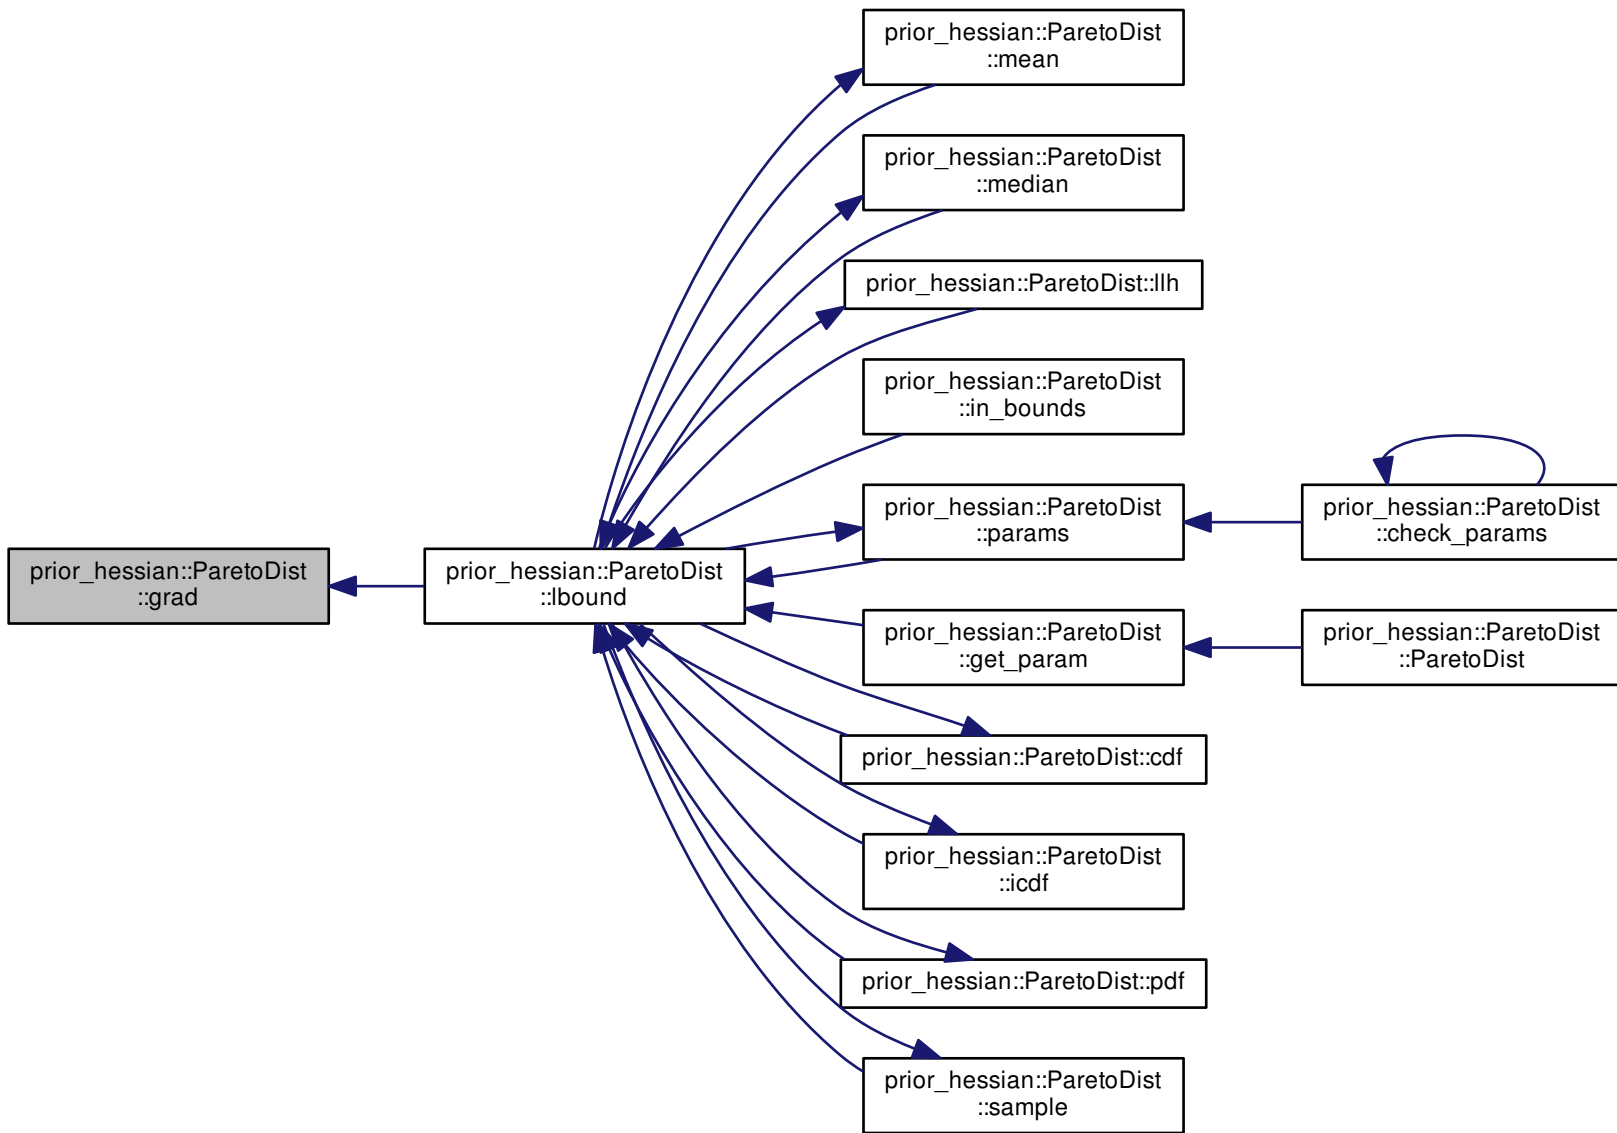 prior_hessian::ParetoDist
::mean
prior_hessian::ParetoDist
::median
prior_hessian::ParetoDist::llh
prior_hessian::ParetoDist
::in_bounds
prior_hessian::ParetoDist
::params
prior_hessian::ParetoDist
::check_params
prior_hessian::ParetoDist
::grad
prior_hessian::ParetoDist
::lbound
prior_hessian::ParetoDist
::get_param
prior_hessian::ParetoDist
::ParetoDist
prior_hessian::ParetoDist::cdf
prior_hessian::ParetoDist
::icdf
prior_hessian::ParetoDist::pdf
prior_hessian::ParetoDist
::sample